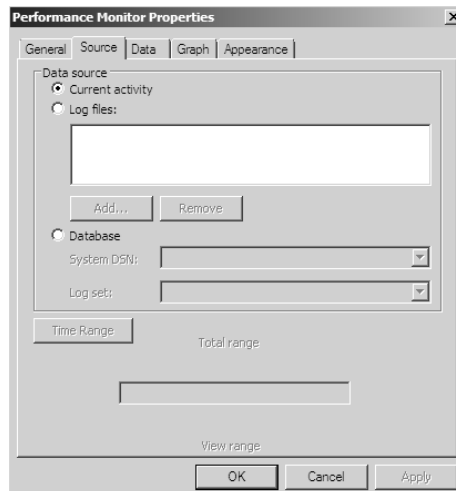 Performance Monitor Properties
General Source Data Graph Appearance
Data source
Current activity
Log files:
Add... Remove
Database
System DSN:
Log set:
Time Range
Total range
View range
OK Cancel Apply